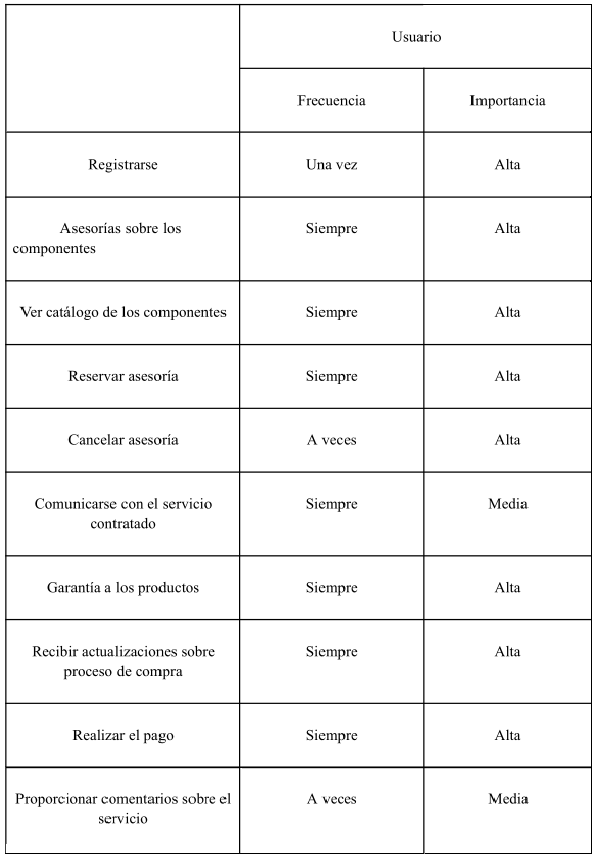 Usuario
Frecuencia Importancia
Registrarse Una vez Alta
Asesorías sobre los Siempre Alta
componentes
Ver catálogo de los componentes Siempre Alta
Reservar asesoría Siempre Alta
Cancelar asesoría A veces Alta
Comunicarse con el servicio Siempre Media
contratado
Garantía a los productos Siempre Alta
Recibir actualizaciones sobre Siempre Alta
proceso de compra
Realizar el pago Siempre Alta
Proporcionar comentarios sobre el A veces Media
servicio